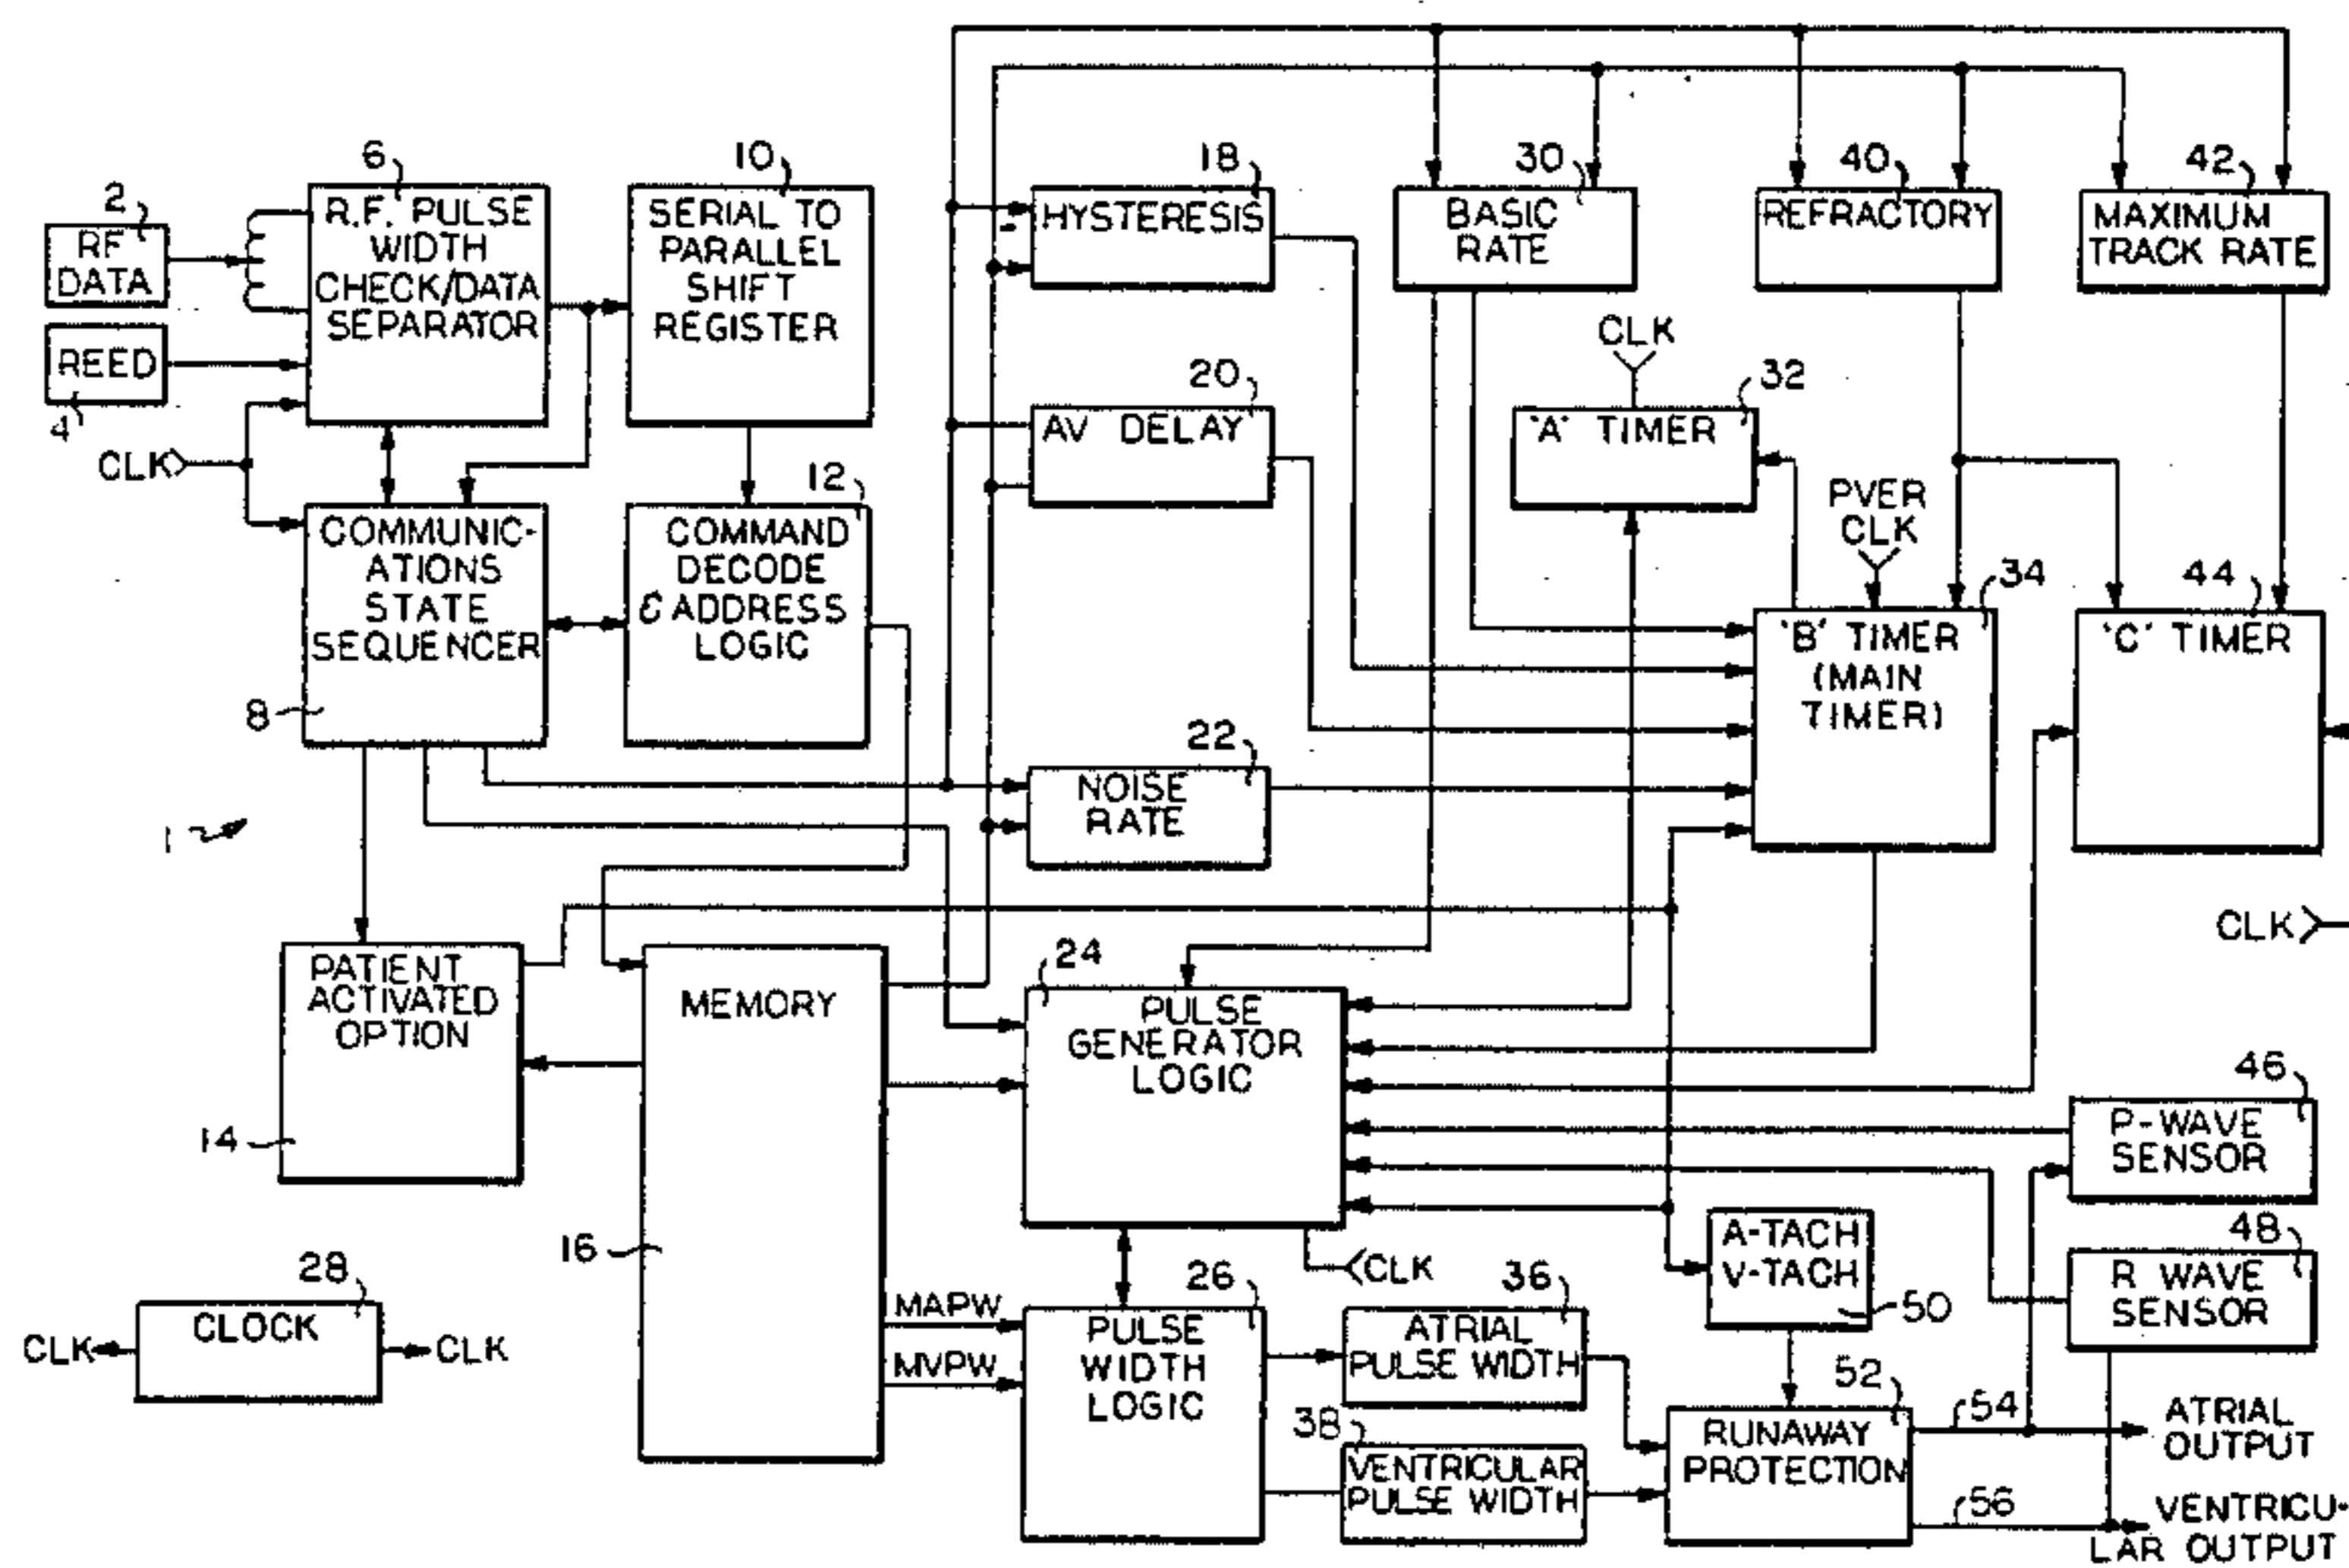 2
RF
DATA
REED
4
CLK
6
R.F. PULSE
WIDTH
CHECK/DATA
SEPARATOR
10
SERIAL TO
PARALLEL
SHIFT
REGISTER
COMMUNIC-
ATIONS
STATE
SEQUENCER
8
12
COMMAND
DECODE
& ADDRESS
LOGIC
18
HYSTERESIS
30
BASIC
RATE
40
REFRACTORY
42
MAXIMUM
TRACK RATE
20
AV DELAY
CLK
32
'A' TIMER
PVER
CLK
34
'B' TIMER
(MAIN
TIMER)
44
'C' TIMER
22
NOISE
RATE
1
CLK
PATIENT
ACTIVATED
OPTION
14
MEMORY
16
24
PULSE
GENERATOR
LOGIC
CLK
46
P-WAVE
SENSOR
48
R WAVE
SENSOR
A-TACH
V-TACH
50
28
CLOCK
CLK
CLK
MAPW
MVPW
26
PULSE
WIDTH
LOGIC
36
ATRIAL
PULSE WIDTH
38
VENTRICULAR
PULSE WIDTH
52
RUNAWAY
PROTECTION
54
ATRIAL
OUTPUT
56
VENTRICU-
LAR OUTPUT